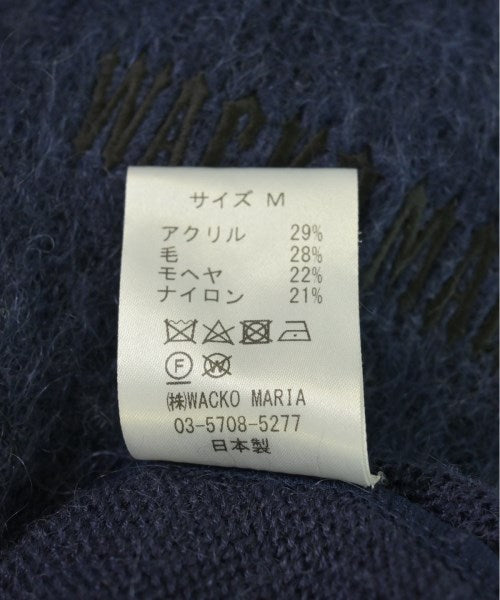 WACKO
サイズ M
アクリル 29%
毛 28%
モヘヤ 22%
ナイロン 21%
F W
㈱WACKO MARIA
03-5708-5277
日本製